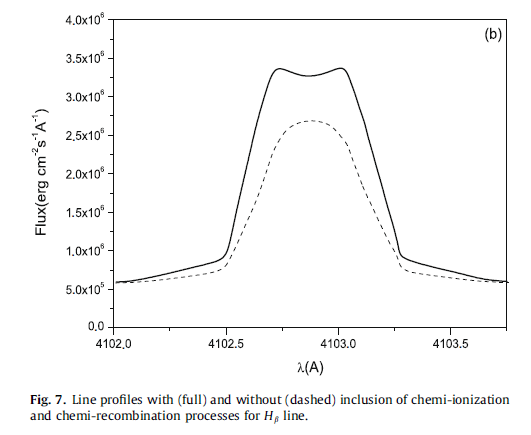 (b)
4.0x10⁶
3.5x10⁶
3.0x10⁶
2,5x10⁶
2.0x10⁶
1.5x10⁶
1.0x10⁶
5.0x10⁵
0.0
Flux(erg cm⁻²s⁻¹A⁻¹)
4102.0 4102.5 4103.0 4103.5
λ(A)
Fig. 7. Line profiles with (full) and without (dashed) inclusion of chemi-ionization
and chemi-recombination processes for Hᵦ line.